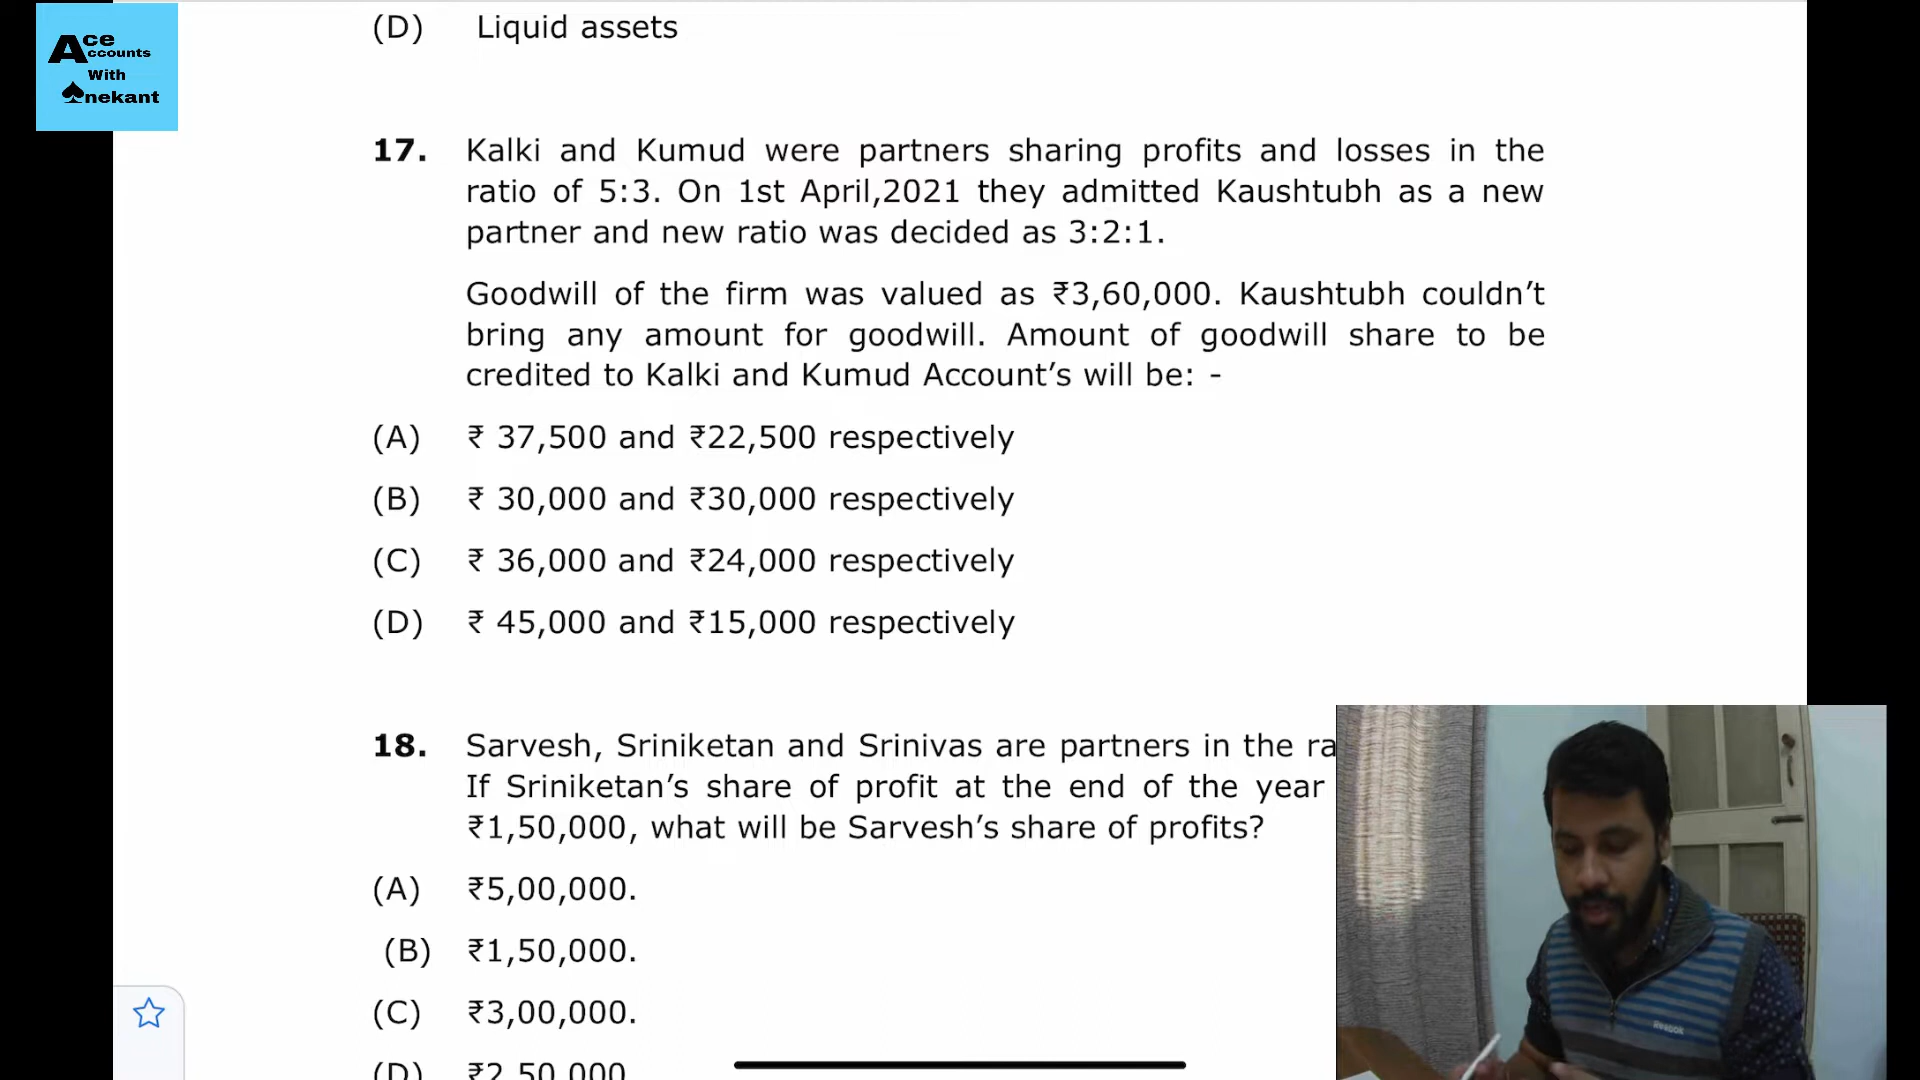 Ace
Accounts
With
Anekant
(D) Liquid assets
17. Kalki and Kumud were partners sharing profits and losses in the
ratio of 5:3. On 1st April,2021 they admitted Kaushtubh as a new
partner and new ratio was decided as 3:2:1.
Goodwill of the firm was valued as ₹3,60,000. Kaushtubh couldn’t
bring any amount for goodwill. Amount of goodwill share to be
credited to Kalki and Kumud Account’s will be: -
(A) ₹ 37,500 and ₹22,500 respectively
(B) ₹ 30,000 and ₹30,000 respectively
(C) ₹ 36,000 and ₹24,000 respectively
(D) ₹ 45,000 and ₹15,000 respectively
18. Sarvesh, Sriniketan and Srinivas are partners in the ra
If Sriniketan’s share of profit at the end of the year
₹1,50,000, what will be Sarvesh’s share of profits?
(A) ₹5,00,000.
(B) ₹1,50,000.
(C) ₹3,00,000.
(D) ₹2,50,000
Reebok